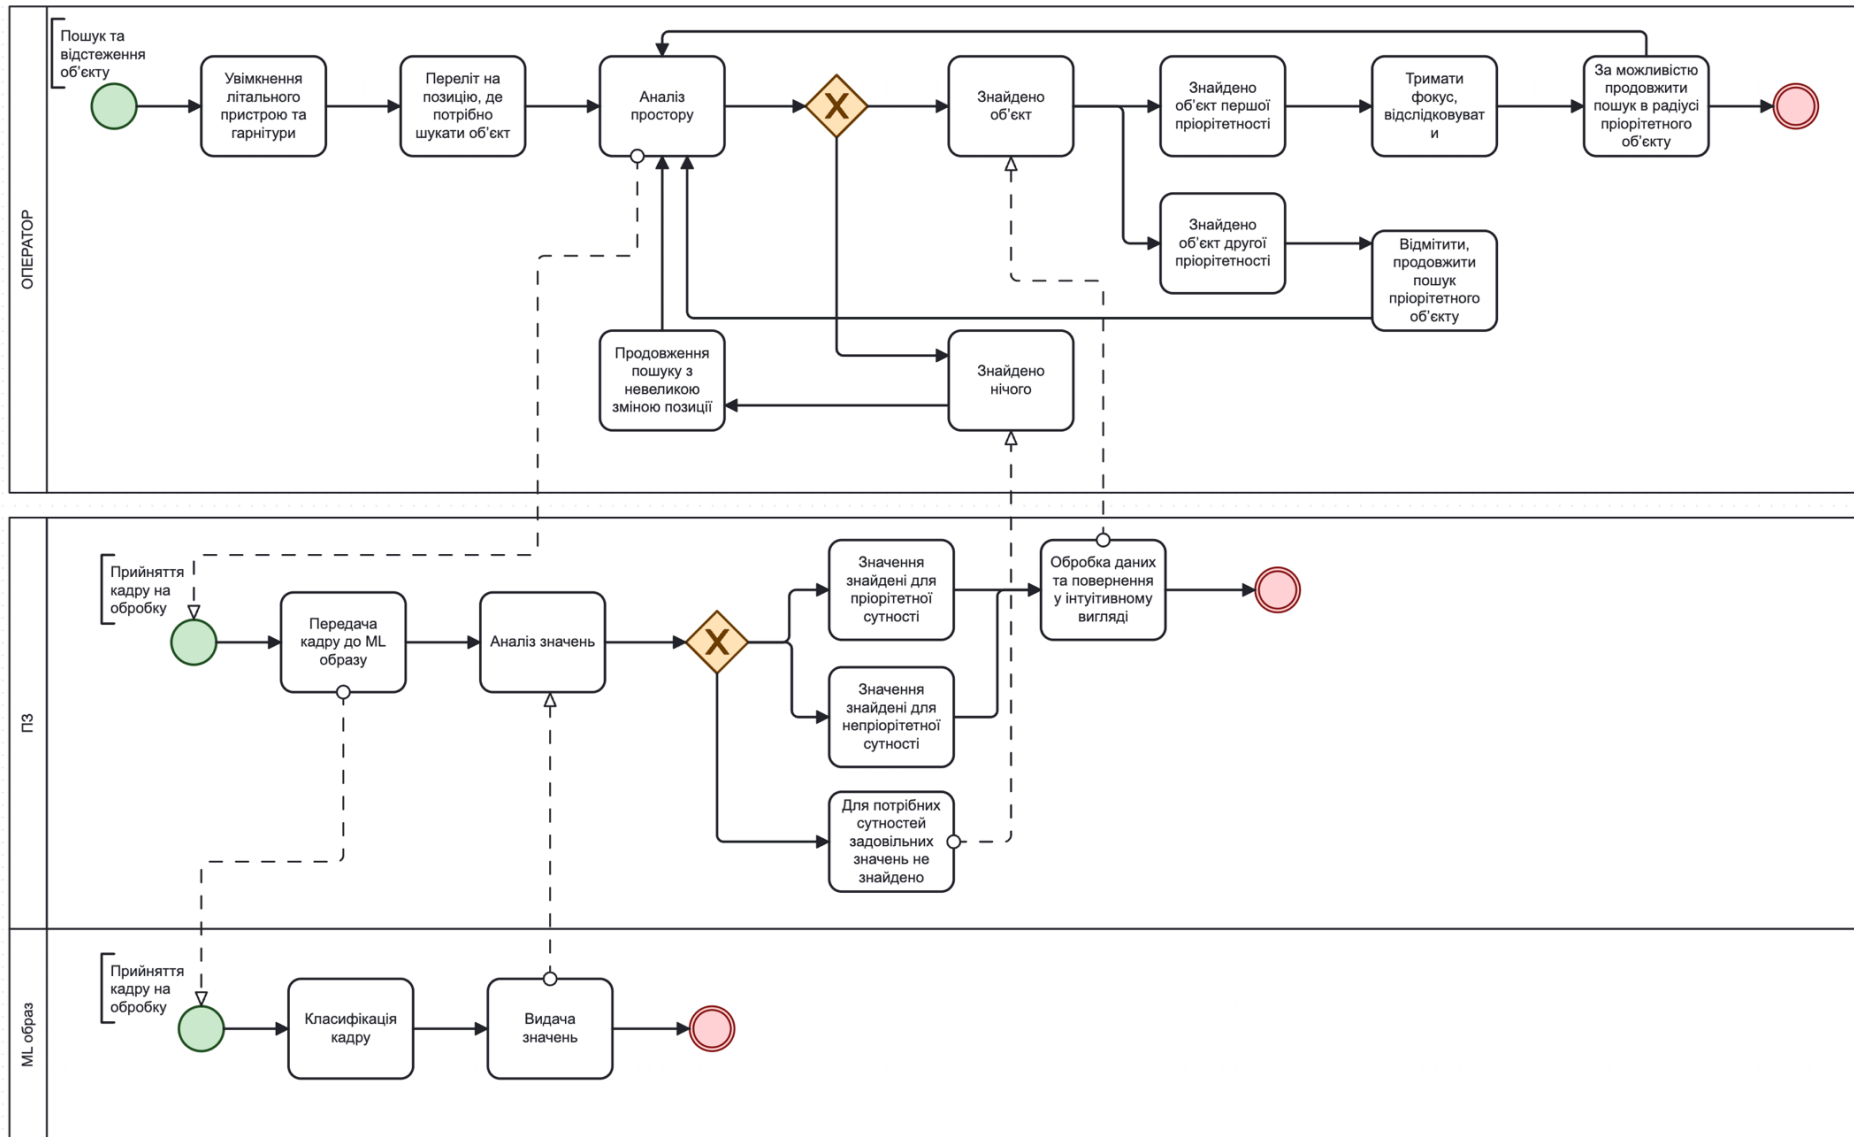 ОПЕРАТОР
Пошук та
відстеження
об'єкту
Увімкнення
літального
пристрою та
гарнітури
Переліт на
позицію, де
потрібно
шукати об'єкт
Аналіз
простору
X
Знайдено
об'єкт
Знайдено
об'єкт першої
пріорітетності
Тримати
фокус,
відслідковуват
и
За можливістю
продовжити
пошук в радіусі
пріорітетного
об'єкту
Знайдено
об'єкт другої
пріорітетності
Відмітити,
продовжити
пошук
пріорітетного
об'єкту
Продовження
пошуку з
невеликою
зміною позиції
Знайдено
нічого
ПЗ
Прийняття
кадру на
обробку
Передача
кадру до ML
образу
Аналіз значень
X
Значення
знайдені для
пріорітетної
сутності
Значення
знайдені для
непріорітетної
сутності
Для потрібних
сутностей
задовільних
значень не
знайдено
Обробка даних
та повернення
у інтуітивному
вигляді
ML образ
Прийняття
кадру на
обробку
Класифікація
кадру
Видача
значень